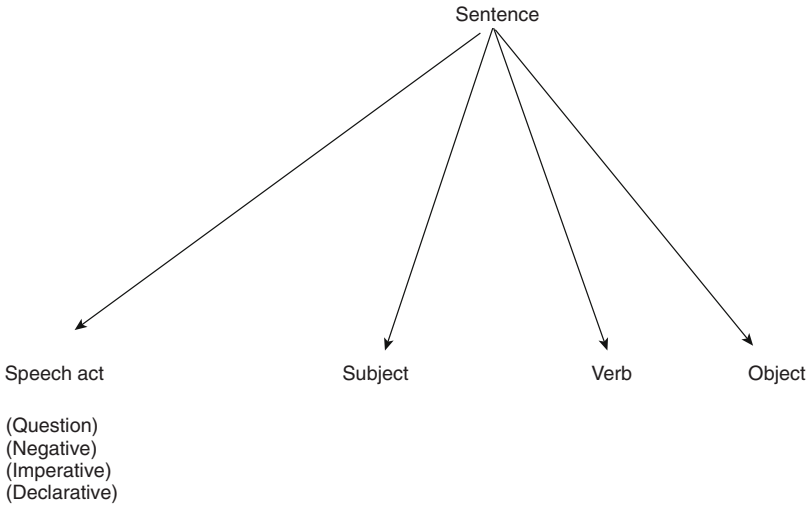 Sentence
Speech act
Subject
Verb
Object
(Question)
(Negative)
(Imperative)
(Declarative)